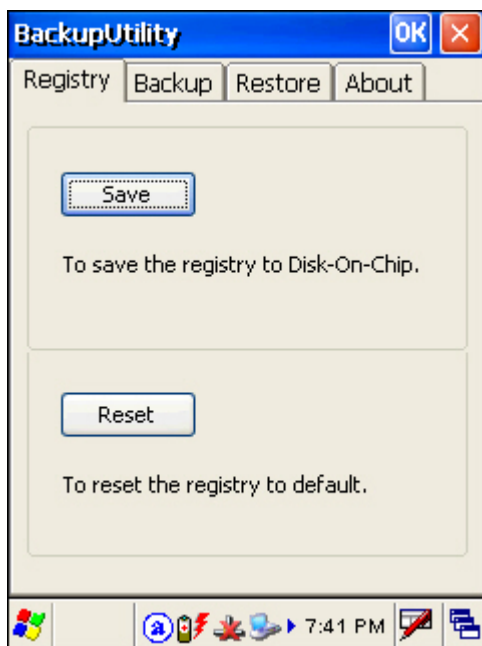 BackupUtility OK
Registry Backup Restore About
Save
To save the registry to Disk-On-Chip.
Reset
To reset the registry to default.
a 7:41 PM